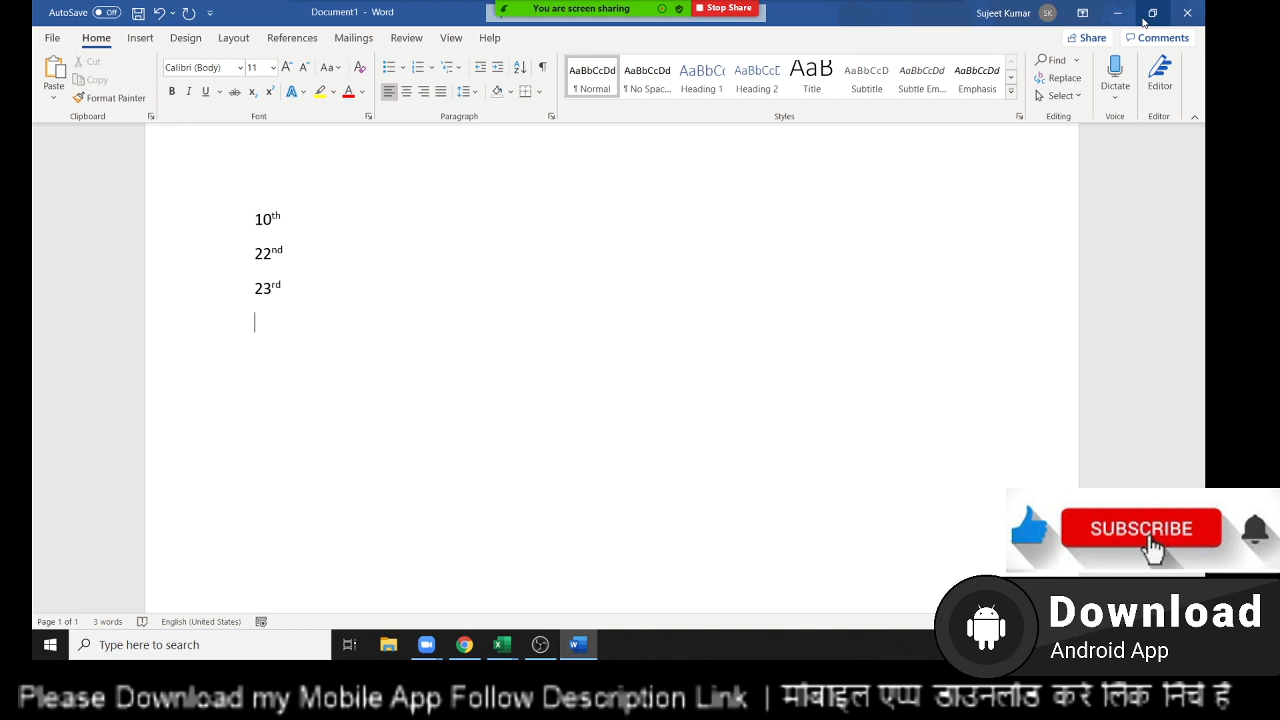 AutoSave Off Document1 - Word You are screen sharing Stop Share Sujeet Kumar SK
File Home Insert Design Layout References Mailings Review View Help Share Comments
Paste Cut Copy Format Painter
Calibri (Body) 11 Aa
B I U ab x₂ x² A A
AaBbCcDd AaBbCcDd AaBbCc AaBbCcC AaB AaBbCcD AaBbCcDd AaBbCcDd
¶ Normal ¶ No Spac... Heading 1 Heading 2 Title Subtitle Subtle Em... Emphasis
Find Replace Select Dictate Editor
Clipboard Font Paragraph Styles Editing Voice Editor
10th
22nd
23rd
SUBSCRIBE
Page 1 of 1 3 words English (United States)
Type here to search
Download
Android App
Please Download my Mobile App Follow Description Link | मोबाइल एप्प डाउनलोड करे लिंक निचे है